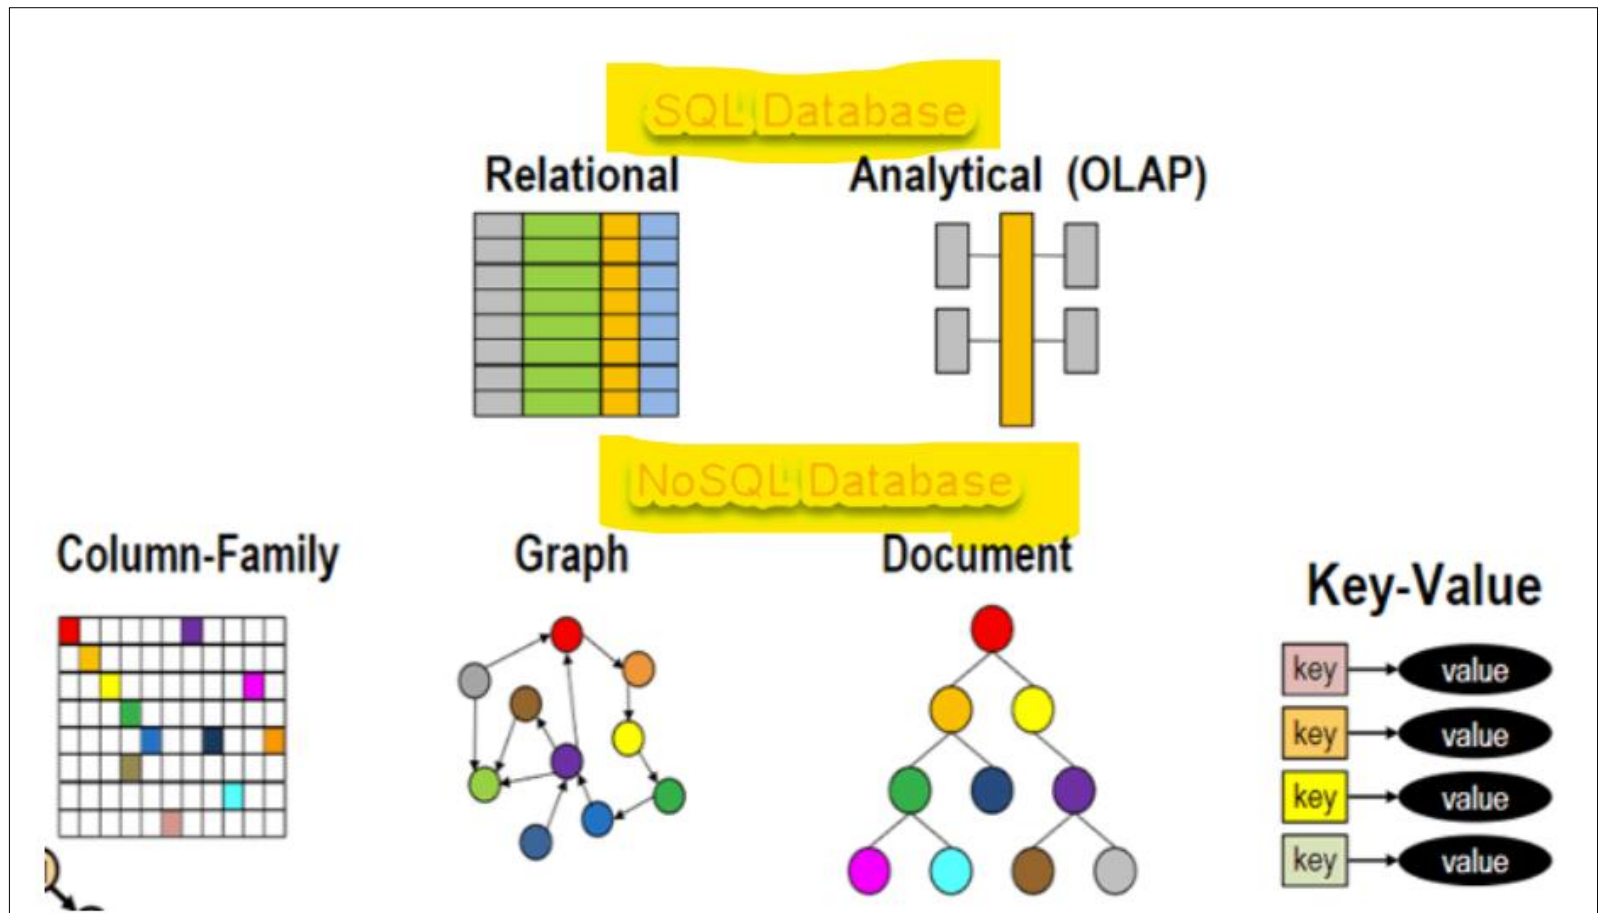 SQL Database
Relational
Analytical (OLAP)
NoSQL Database
Column-Family
Graph
Document
Key-Value
key value
key value
key value
key value